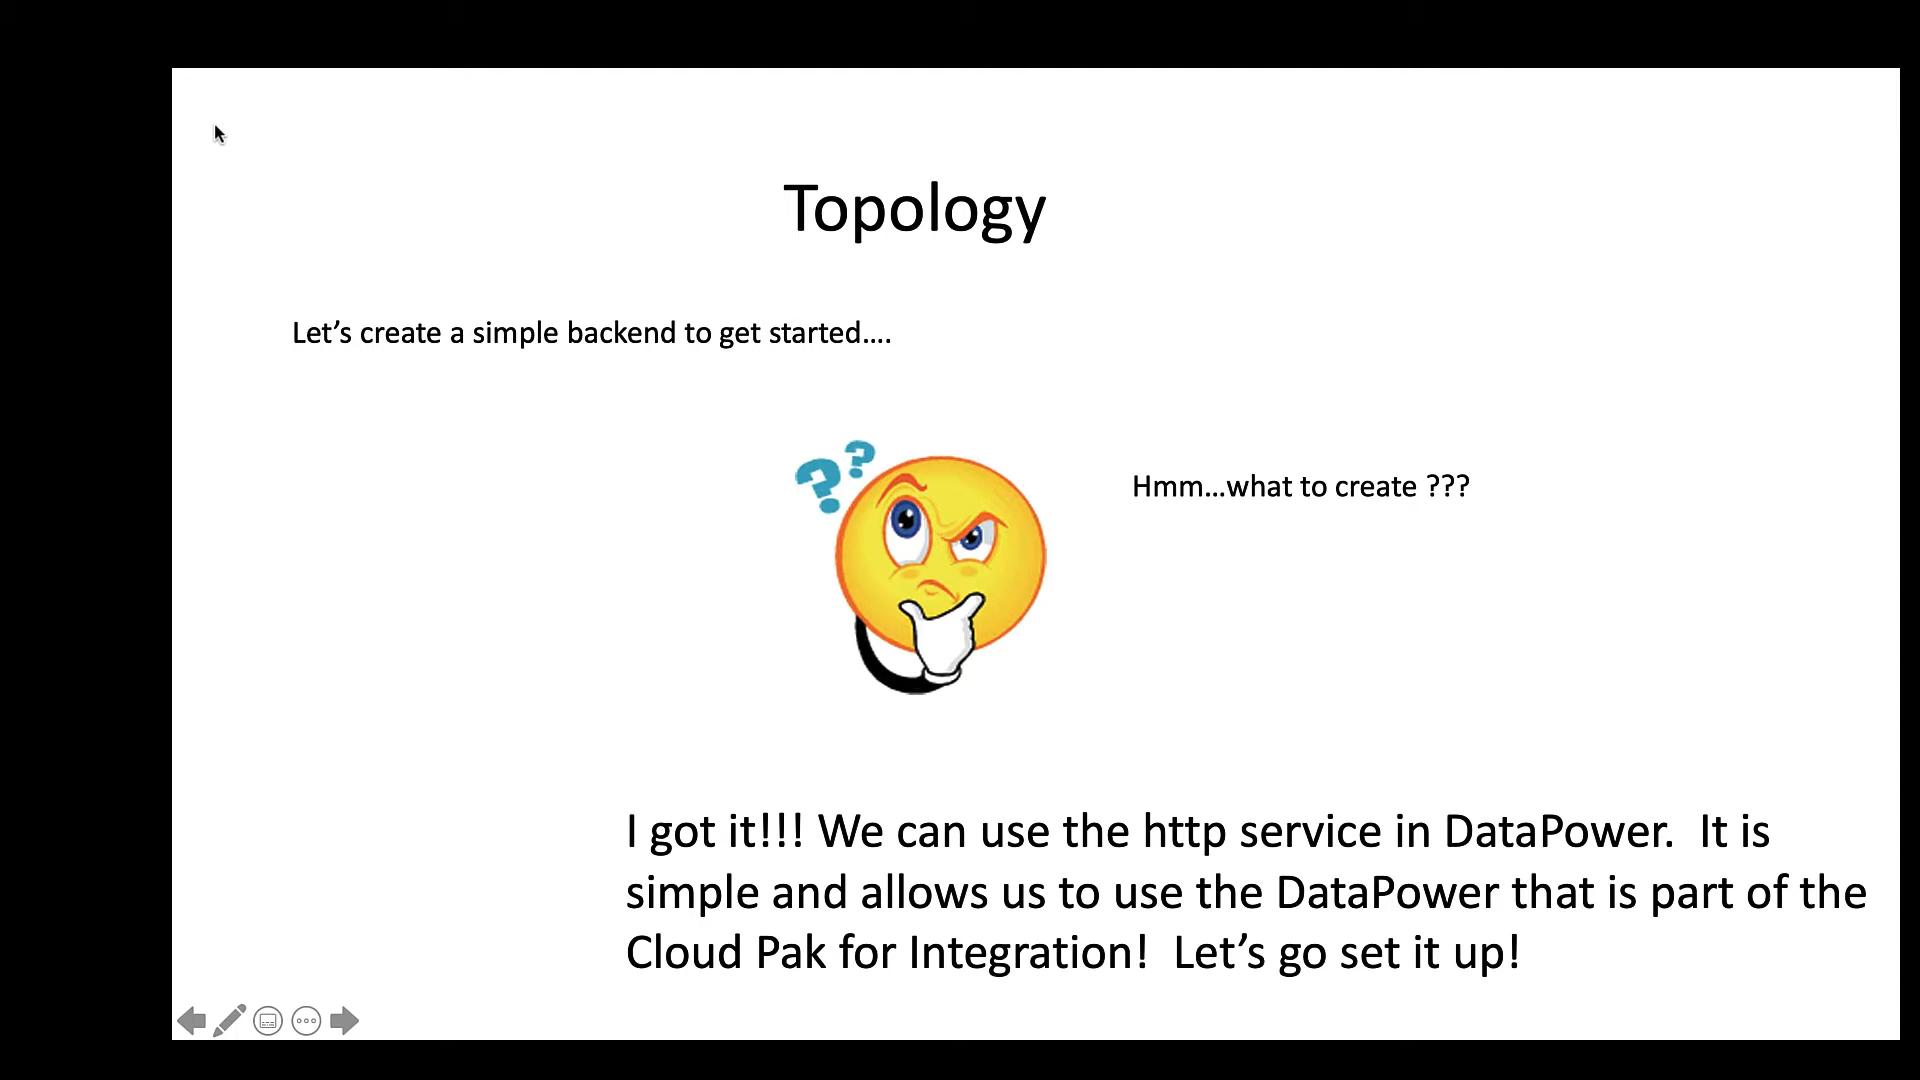 Topology
Let’s create a simple backend to get started….
? ?
Hmm…what to create ???
I got it!!! We can use the http service in DataPower.  It is
simple and allows us to use the DataPower that is part of the
Cloud Pak for Integration!  Let’s go set it up!